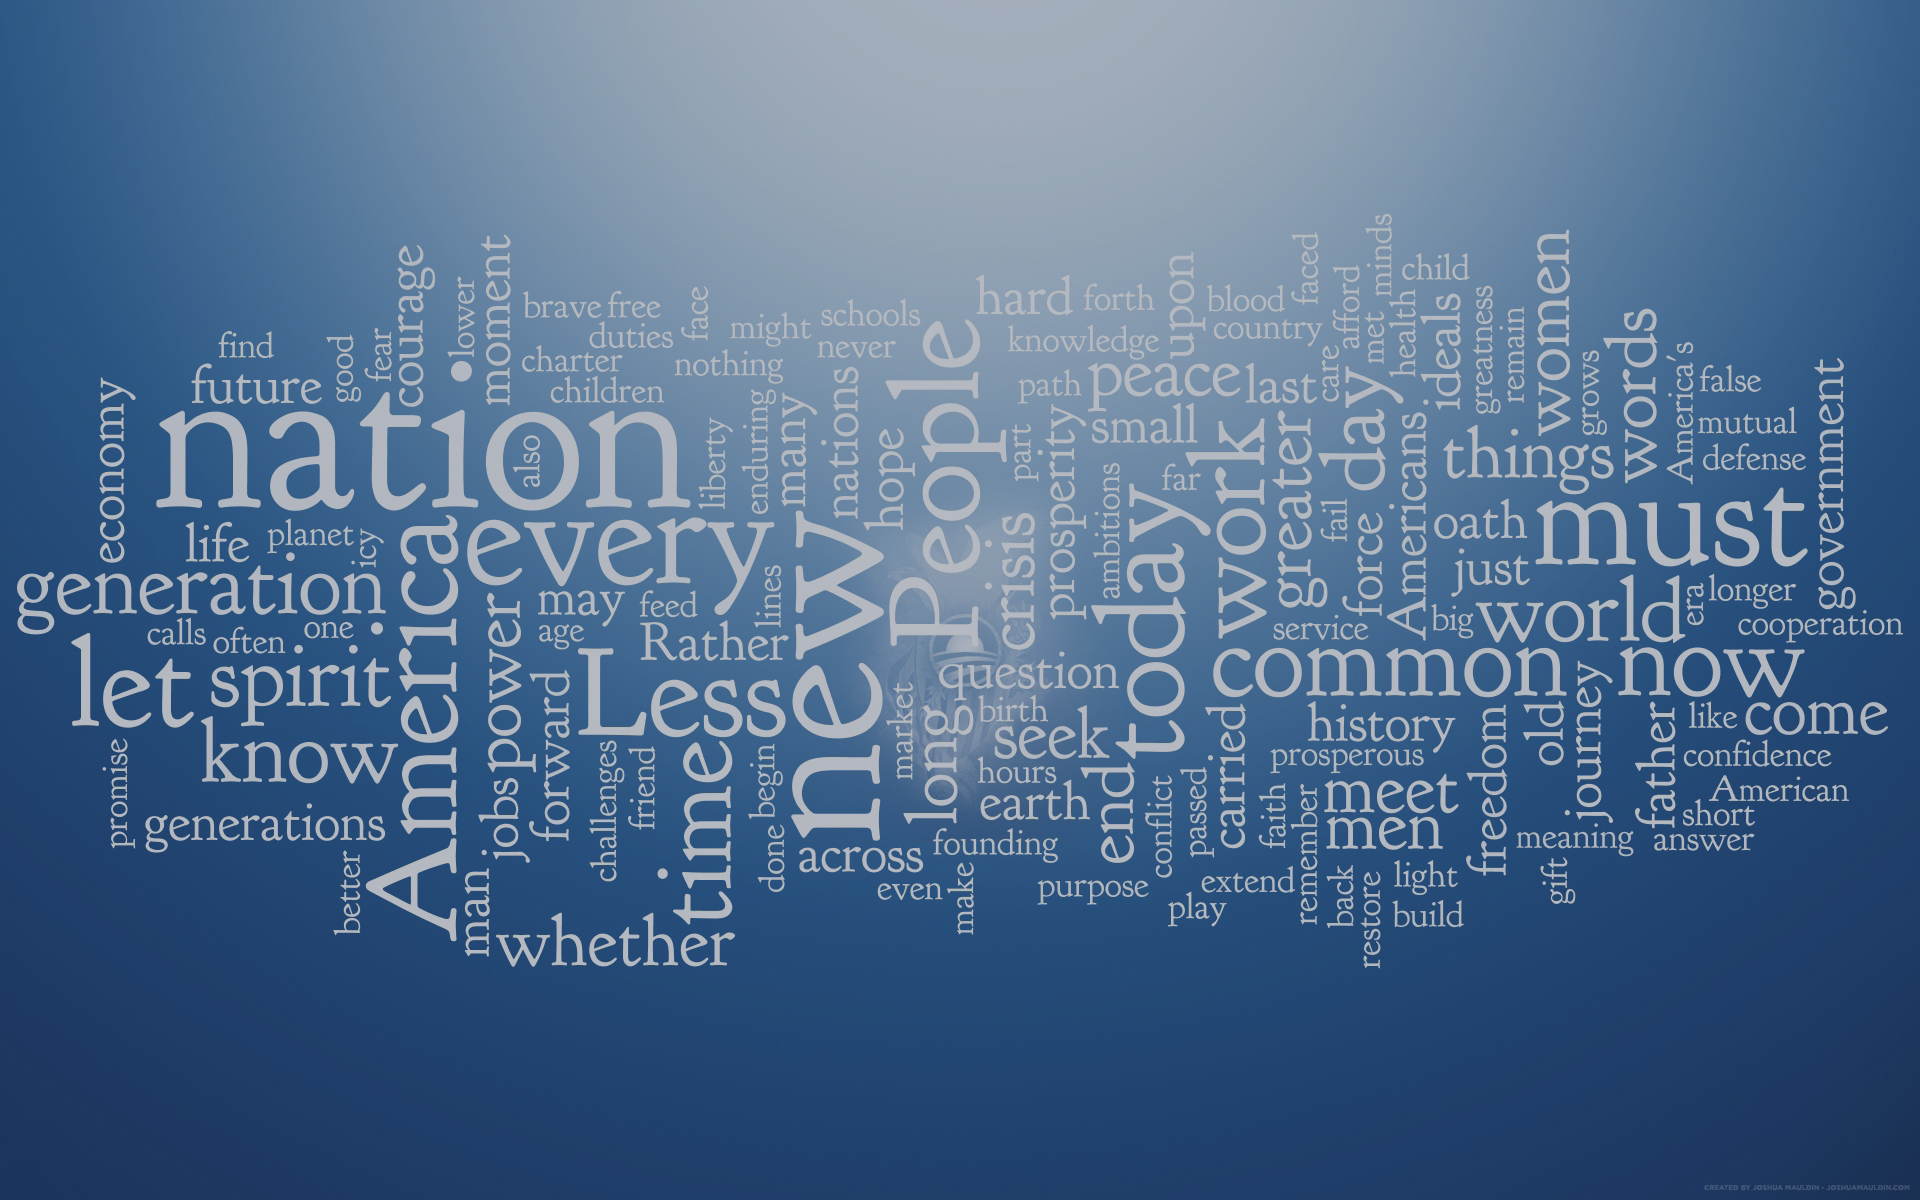 economy
find
future
good
fear
courage
lower
moment
brave
free
duties
face
charter
children
might
nothing
schools
never
nation
also
liberty
enduring
many
nations
hope
People
hard
forth
upon
blood
faced
country
knowledge
path
peace
last
care
afford
met
minds
health
child
ideals
greatness
remain
women
grows
words
America's
false
mutual
defense
government
small
part
prosperity
ambitions
far
work
greater
day
fail
force
Americans
things
oath
must
just
life
planet
icy
generation
calls
often
one
America
every
may
feed
age
lines
Rather
power
new
crisis
today
service
big
world
era
longer
cooperation
let
spirit
know
Less
question
common
now
promise
generations
better
jobs
man
forward
challenges
friend
time
begin
done
whether
across
market
long
birth
seek
hours
earth
founding
even
make
end
purpose
conflict
passed
carried
history
prosperous
faith
remember
meet
men
extend
play
back
restore
light
build
freedom
old
journey
father
like
come
confidence
American
short
answer
meaning
gift
CREATED BY JOSHUA MAULDIN - JOSHUAMAULDIN.COM